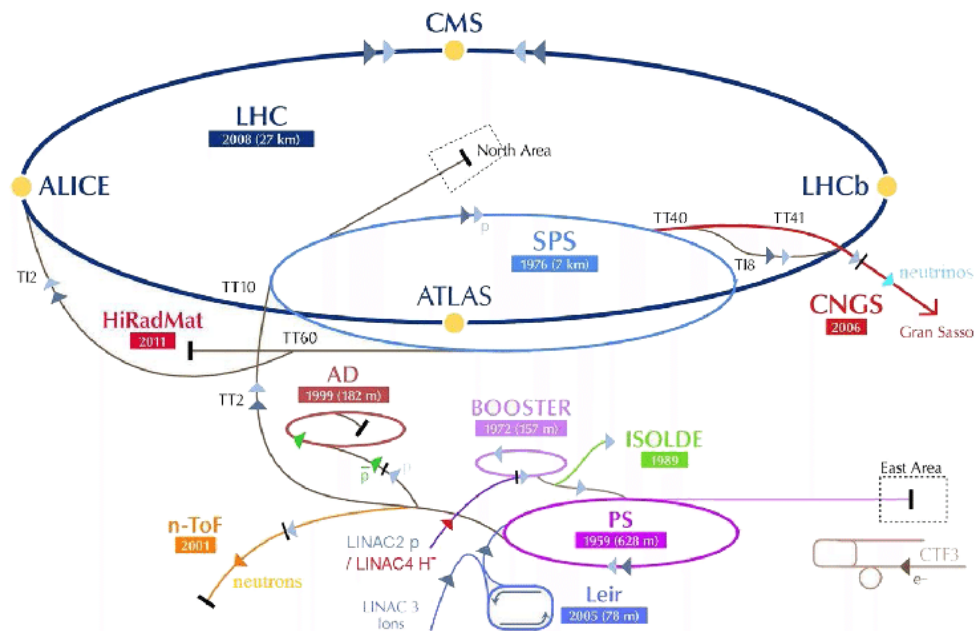 CMS
LHC
2008 (27 km)
North Area
ALICE
LHCb
TT40
TT41
p
SPS
1976 (7 km)
TI8
TI2
TT10
neutrinos
ATLAS
CNGS
2006
HiRadMat
2011
Gran Sasso
TT60
AD
1999 (182 m)
TT2
BOOSTER
1972 (157 m)
ISOLDE
1989
p̅
p
East Area
n-ToF
2001
PS
1959 (628 m)
LINAC2 p
/ LINAC4 H⁻
neutrons
CTF3
e-
LINAC 3
Ions
Leir
2005 (78 m)